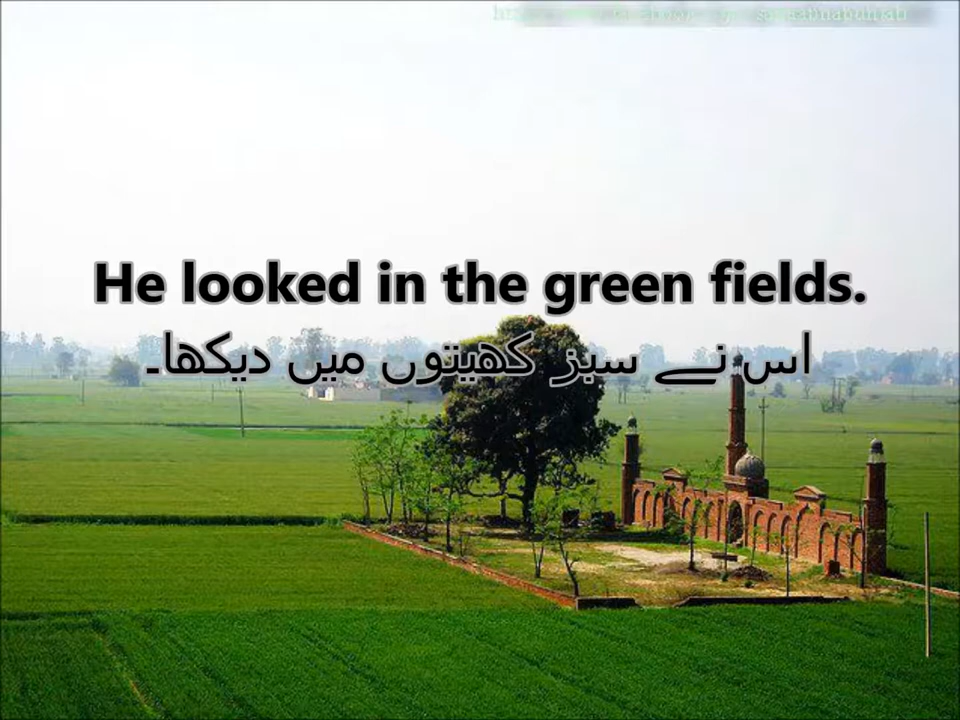 He looked in the green fields.
اس نے سبز کھیتوں میں دیکھا۔